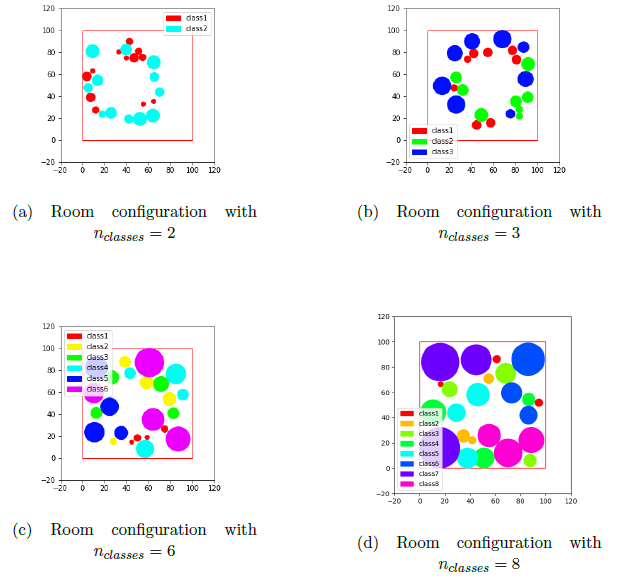 120
100
80
60
40
20
0
−20
−20 0 20 40 60 80 100 120
class1
class2
(a) Room configuration with
n_classes = 2
120
100
80
60
40
20
0
−20
−20 0 20 40 60 80 100 120
class1
class2
class3
(b) Room configuration with
n_classes = 3
120
100
80
60
40
20
0
−20
−20 0 20 40 60 80 100 120
class1
class2
class3
class4
class5
class6
(c) Room configuration with
n_classes = 6
120
100
80
60
40
20
0
−20
−20 0 20 40 60 80 100 120
class1
class2
class3
class4
class5
class6
class7
class8
(d) Room configuration with
n_classes = 8